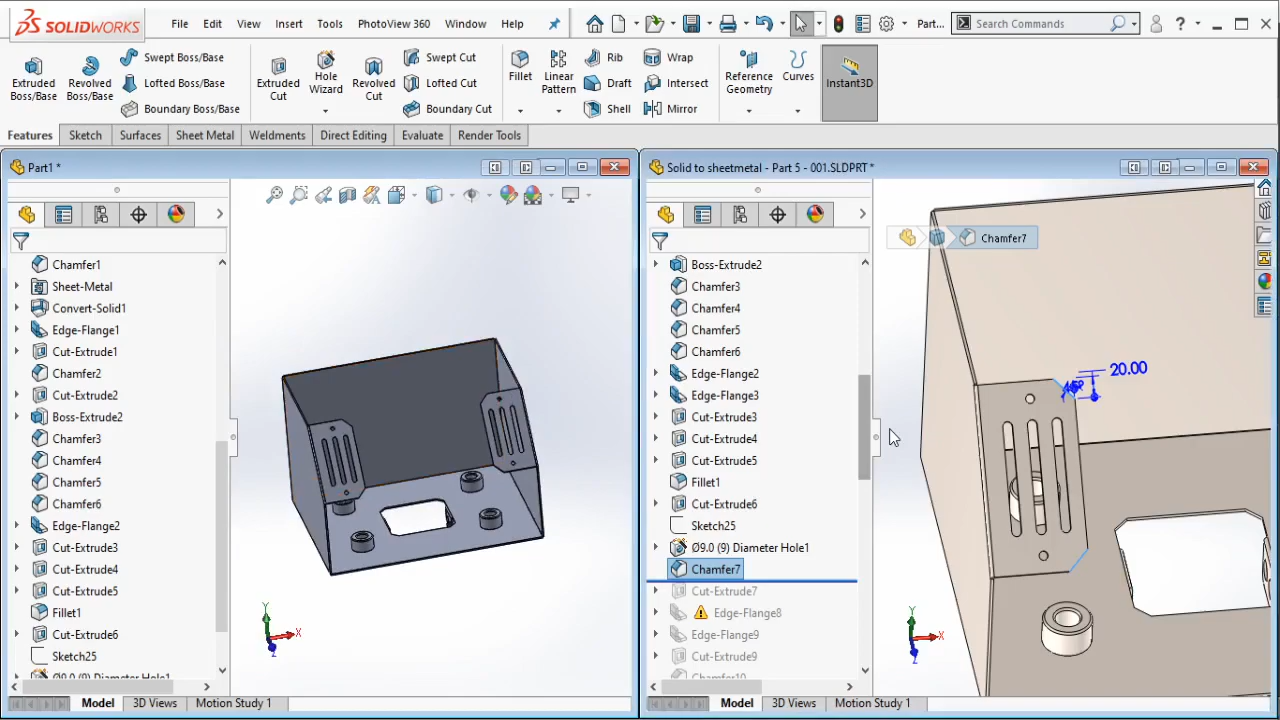 SOLIDWORKS File Edit View Insert Tools PhotoView 360 Window Help Part... Search Commands
Extruded Boss/Base
Revolved Boss/Base
Swept Boss/Base
Lofted Boss/Base
Boundary Boss/Base
Extruded Cut
Hole Wizard
Revolved Cut
Swept Cut
Lofted Cut
Boundary Cut
Fillet
Linear Pattern
Rib
Draft
Shell
Wrap
Intersect
Mirror
Reference Geometry
Curves
Instant3D
Features Sketch Surfaces Sheet Metal Weldments Direct Editing Evaluate Render Tools
Part1 *
Chamfer1
Sheet-Metal
Convert-Solid1
Edge-Flange1
Cut-Extrude1
Chamfer2
Cut-Extrude2
Boss-Extrude2
Chamfer3
Chamfer4
Chamfer5
Chamfer6
Edge-Flange2
Cut-Extrude3
Cut-Extrude4
Cut-Extrude5
Fillet1
Cut-Extrude6
Sketch25
Ø9.0 (9) Diameter Hole1
Y
X
Z
Model 3D Views Motion Study 1
Solid to sheetmetal - Part 5 - 001.SLDPRT *
Boss-Extrude2
Chamfer3
Chamfer4
Chamfer5
Chamfer6
Edge-Flange2
Edge-Flange3
Cut-Extrude3
Cut-Extrude4
Cut-Extrude5
Fillet1
Cut-Extrude6
Sketch25
Ø9.0 (9) Diameter Hole1
Chamfer7
Cut-Extrude7
Edge-Flange8
Edge-Flange9
Cut-Extrude9
Chamfer10
Chamfer7
20.00
Y
X
Z
Model 3D Views Motion Study 1